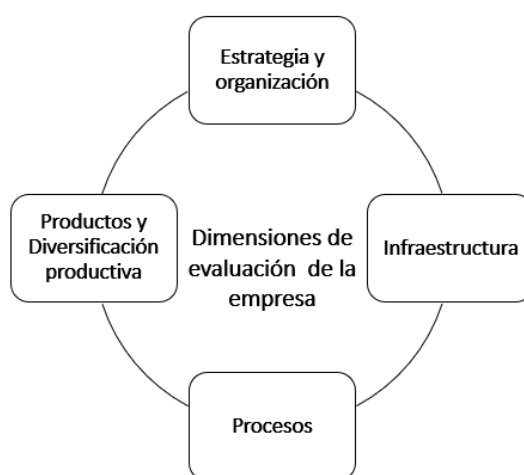 Estrategia y
organización
Productos y
Diversificación
productiva
Dimensiones de
evaluación de la
empresa
Infraestructura
Procesos